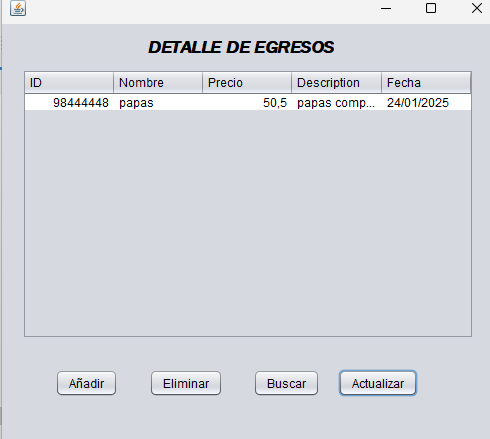 DETALLE DE EGRESOS
ID Nombre Precio Description Fecha
98444448 papas 50,5 papas comp... 24/01/2025
Añadir Eliminar Buscar Actualizar